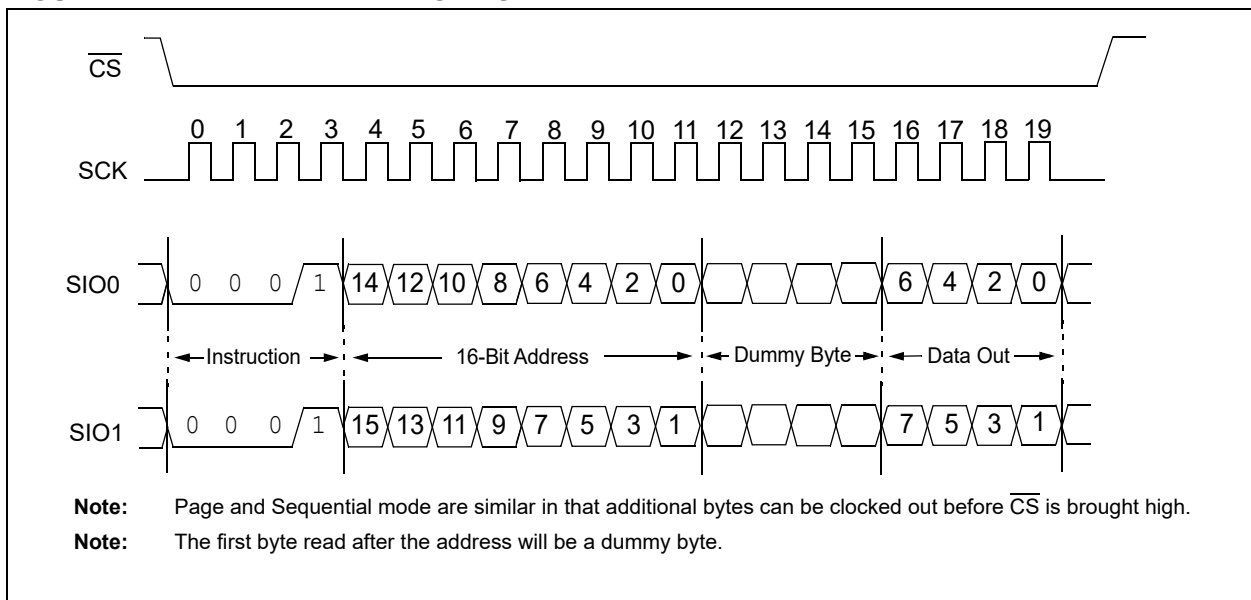 CS
0 1 2 3 4 5 6 7 8 9 10 11 12 13 14 15 16 17 18 19
SCK
SIO0 0 0 0 1 14 12 10 8 6 4 2 0 6 4 2 0
Instruction 16-Bit Address Dummy Byte Data Out
SIO1 0 0 0 1 15 13 11 9 7 5 3 1 7 5 3 1
Note: Page and Sequential mode are similar in that additional bytes can be clocked out before CS is brought high.
Note: The first byte read after the address will be a dummy byte.